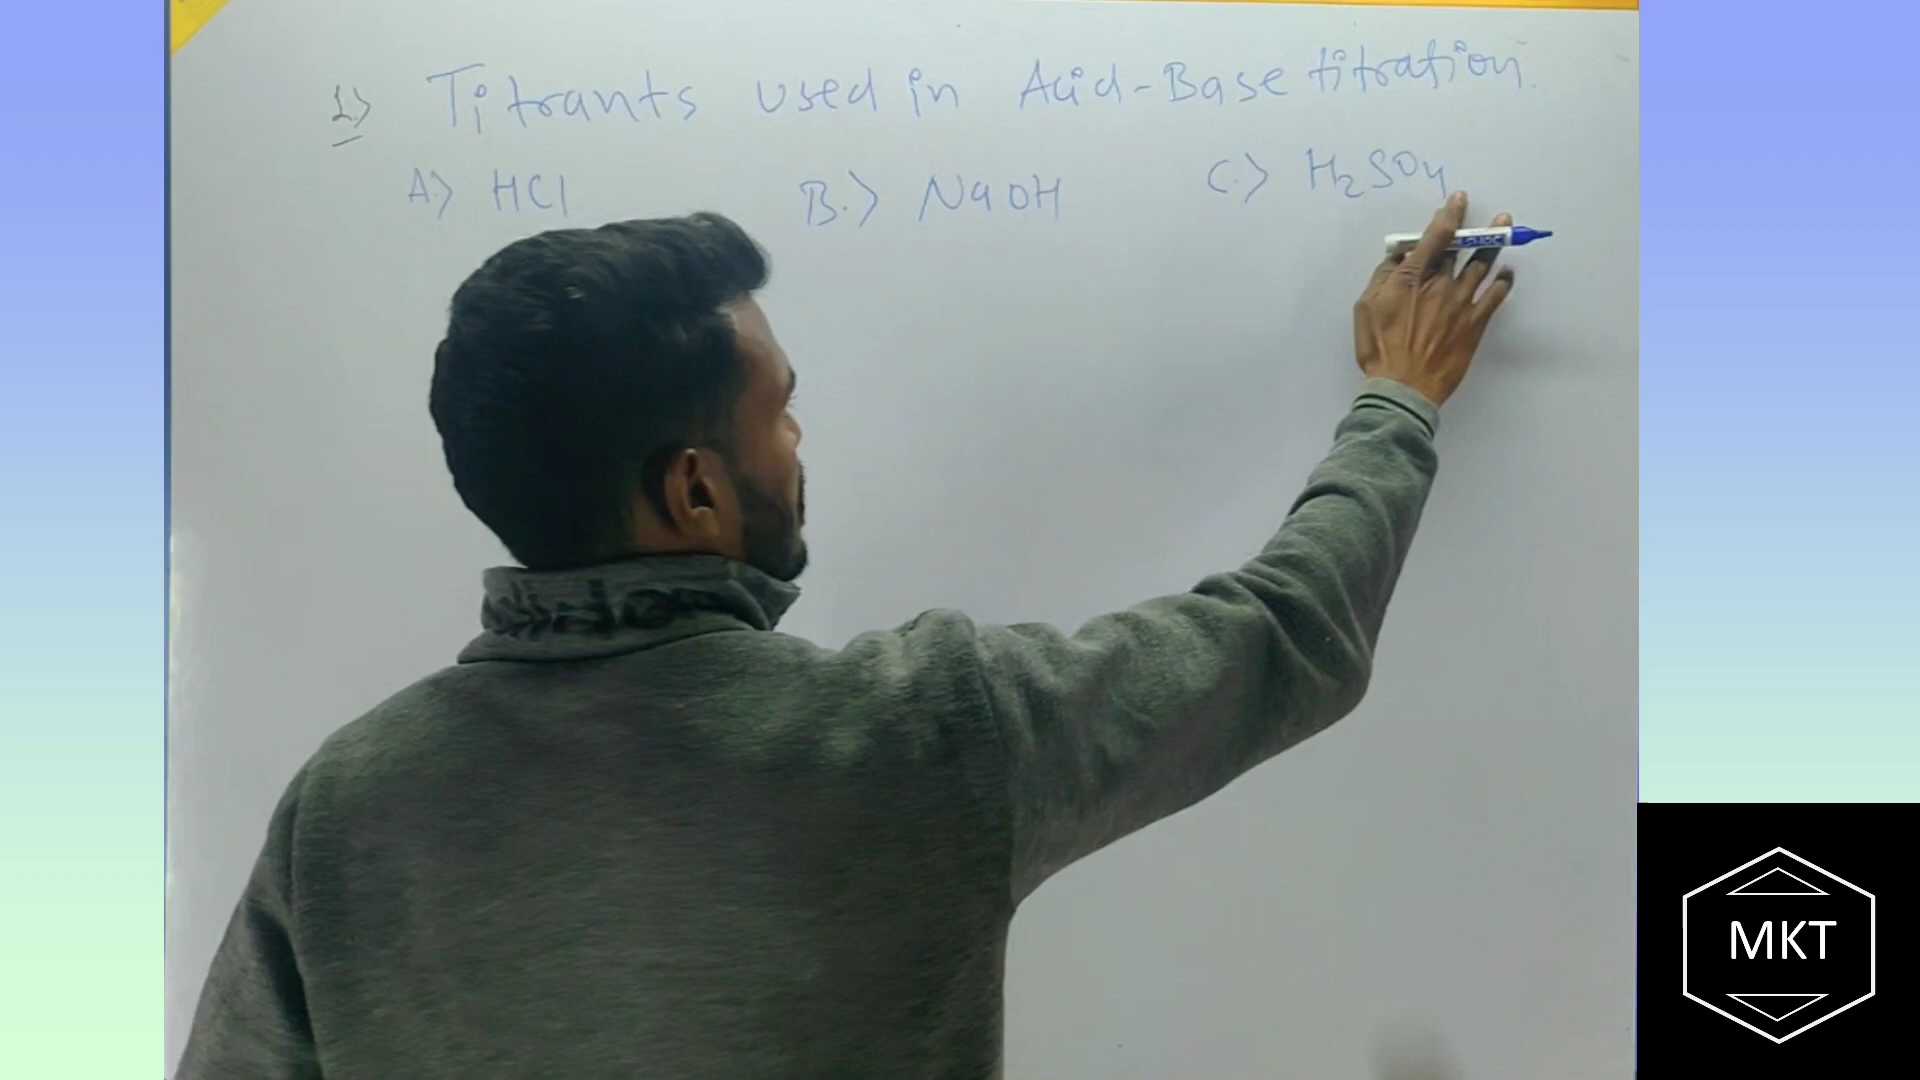 1.) Titrants used in Acid-Base titration.
A.) HCl B.) NaOH C.) H₂SO₄
MKT